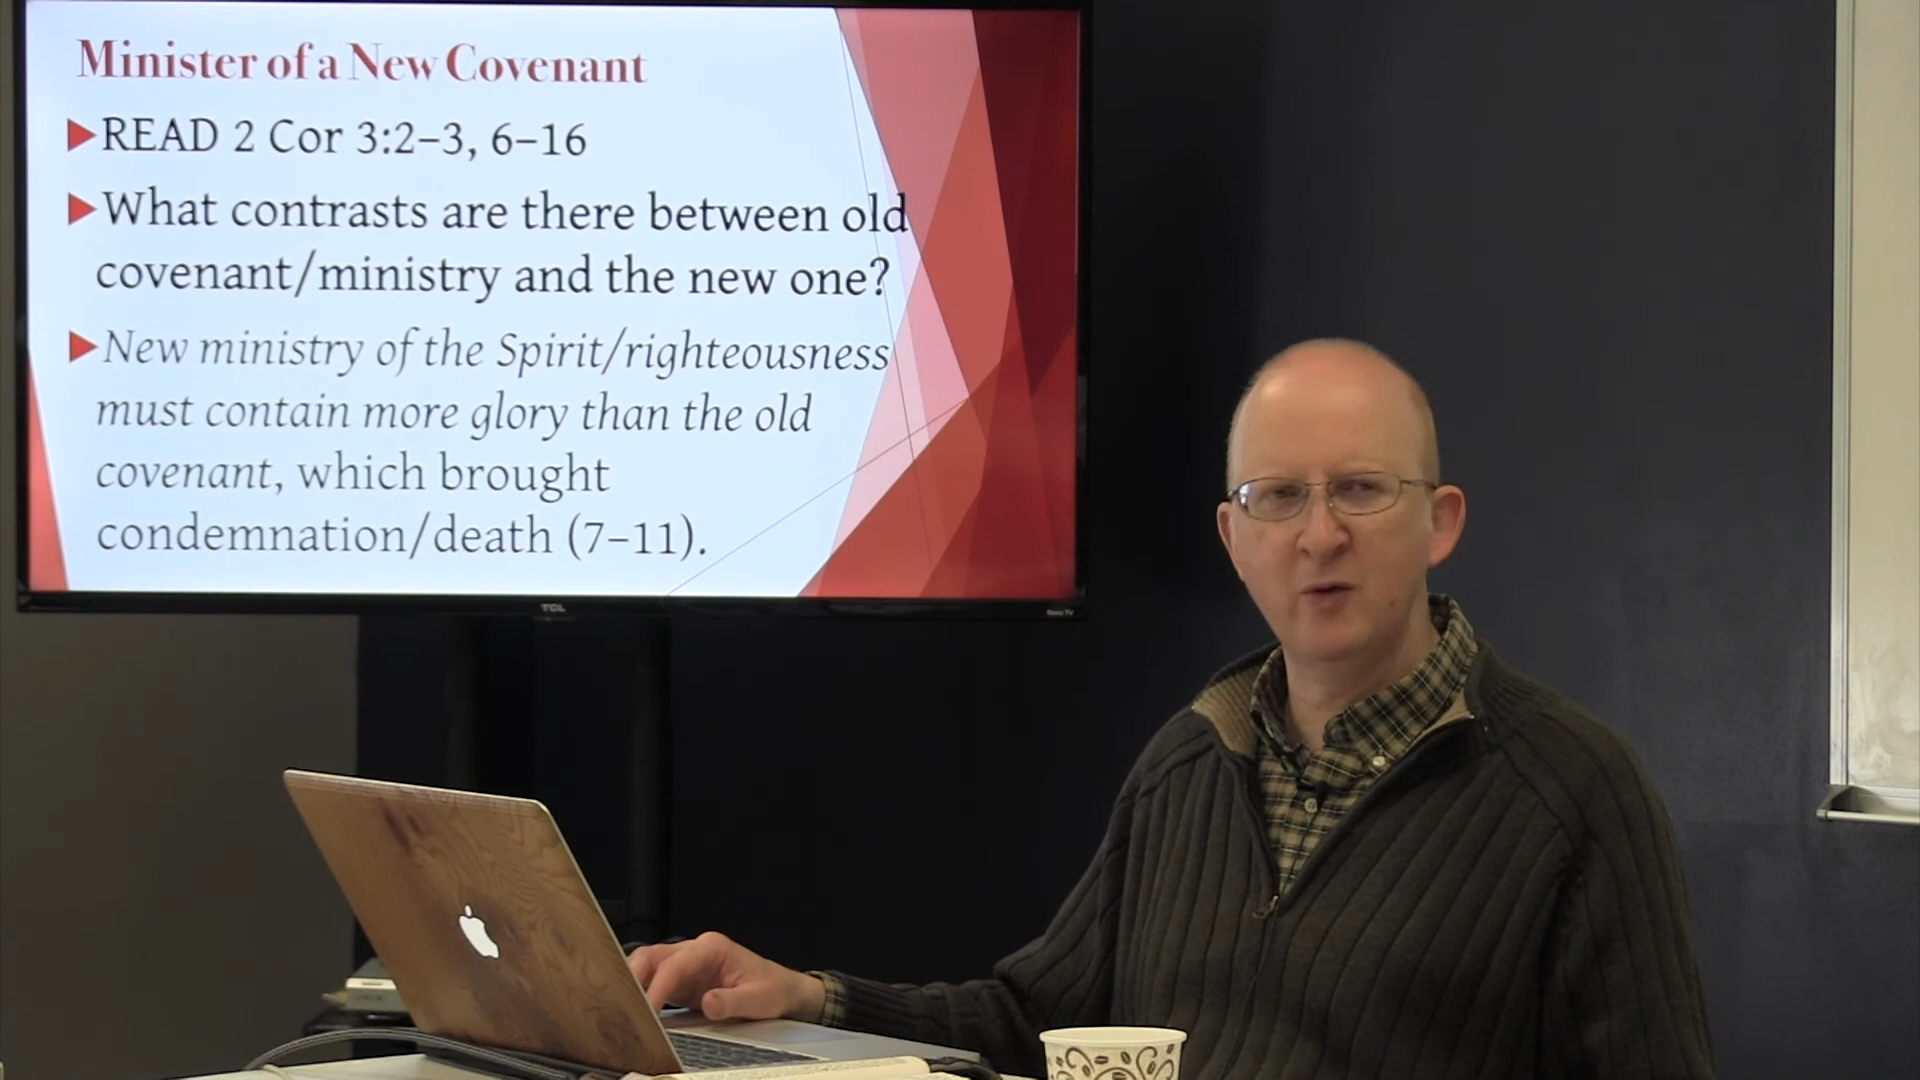 Minister of a New Covenant
READ 2 Cor 3:2–3, 6–16
What contrasts are there between old
covenant/ministry and the new one?
New ministry of the Spirit/righteousness
must contain more glory than the old
covenant, which brought
condemnation/death (7–11).
TCL
Roku TV